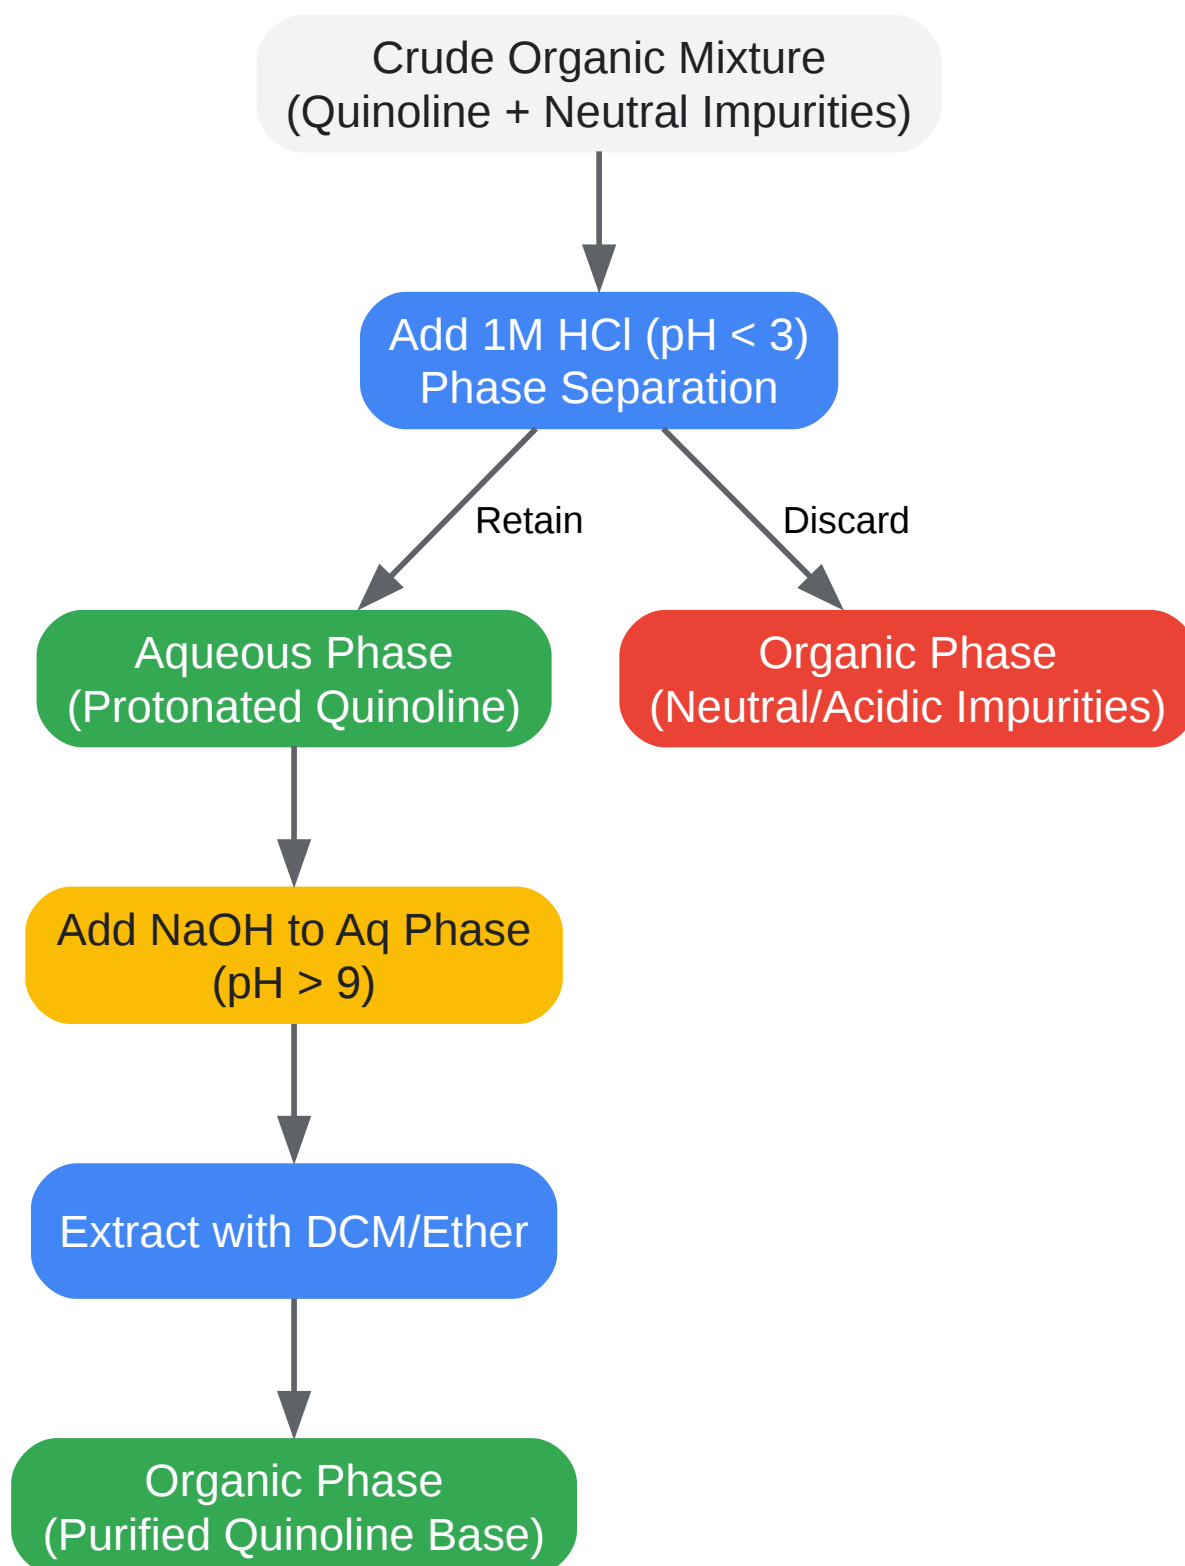 Crude Organic Mixture
(Quinoline + Neutral Impurities)
Add 1M HCl (pH < 3)
Phase Separation
Retain
Discard
Aqueous Phase
(Protonated Quinoline)
Organic Phase
(Neutral/Acidic Impurities)
Add NaOH to Aq Phase
(pH > 9)
Extract with DCM/Ether
Organic Phase
(Purified Quinoline Base)